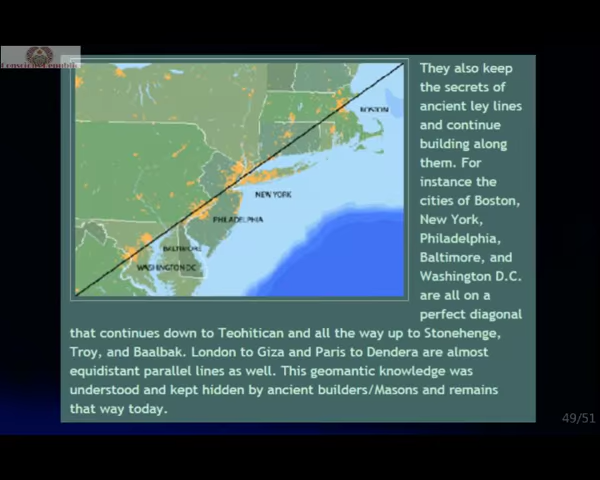 They also keep
the secrets of
ancient ley lines
and continue
building along
them. For
instance the
cities of Boston,
New York,
Philadelphia,
Baltimore, and
Washington D.C.
are all on a
perfect diagonal
that continues down to Teohitican and all the way up to Stonehenge,
Troy, and Baalbak. London to Giza and Paris to Dendera are almost
equidistant parallel lines as well. This geomantic knowledge was
understood and kept hidden by ancient builders/Masons and remains
that way today.
BOSTON
NEW YORK
PHILADELPHIA
BALTIMORE
WASHINGTON DC
49/51